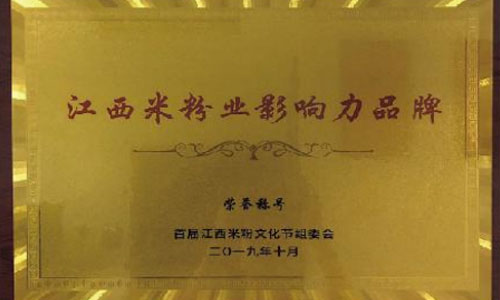 江西米粉业影响力品牌
荣誉称号
首届江西米粉文化节组委会
二〇一九年十月